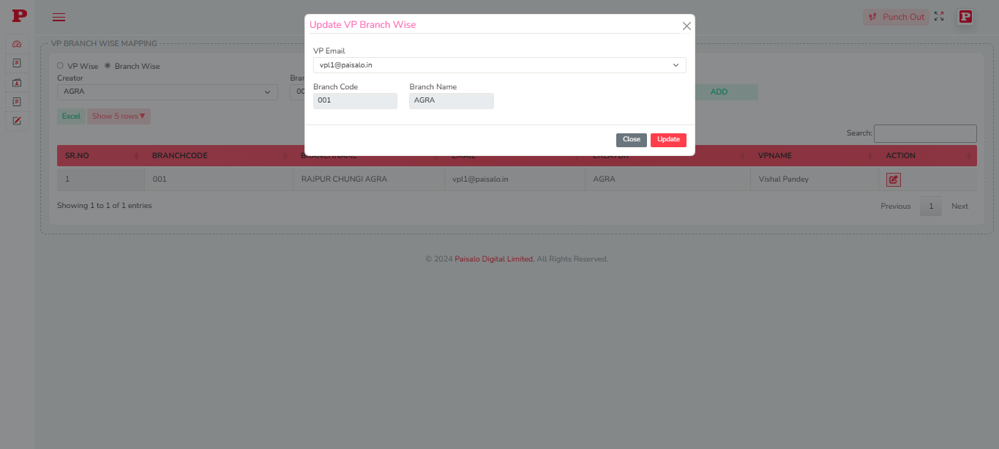 P
Punch Out
P
Update VP Branch Wise
VP Email
vpl1@paisalo.in
Branch Code
Branch Name
001
AGRA
Close
Update
VP BRANCH WISE MAPPING
VP Wise
Branch Wise
Creator
AGRA
ADD
Excel
Show 5 rows▼
Search:
SR.NO BRANCHCODE BRANCHNAME EMAIL CREATOR VPNAME ACTION
1 001 RAJPUR CHUNGI AGRA vpl1@paisalo.in AGRA Vishal Pandey
Showing 1 to 1 of 1 entries
Previous 1 Next
© 2024 Paisalo Digital Limited, All Rights Reserved.